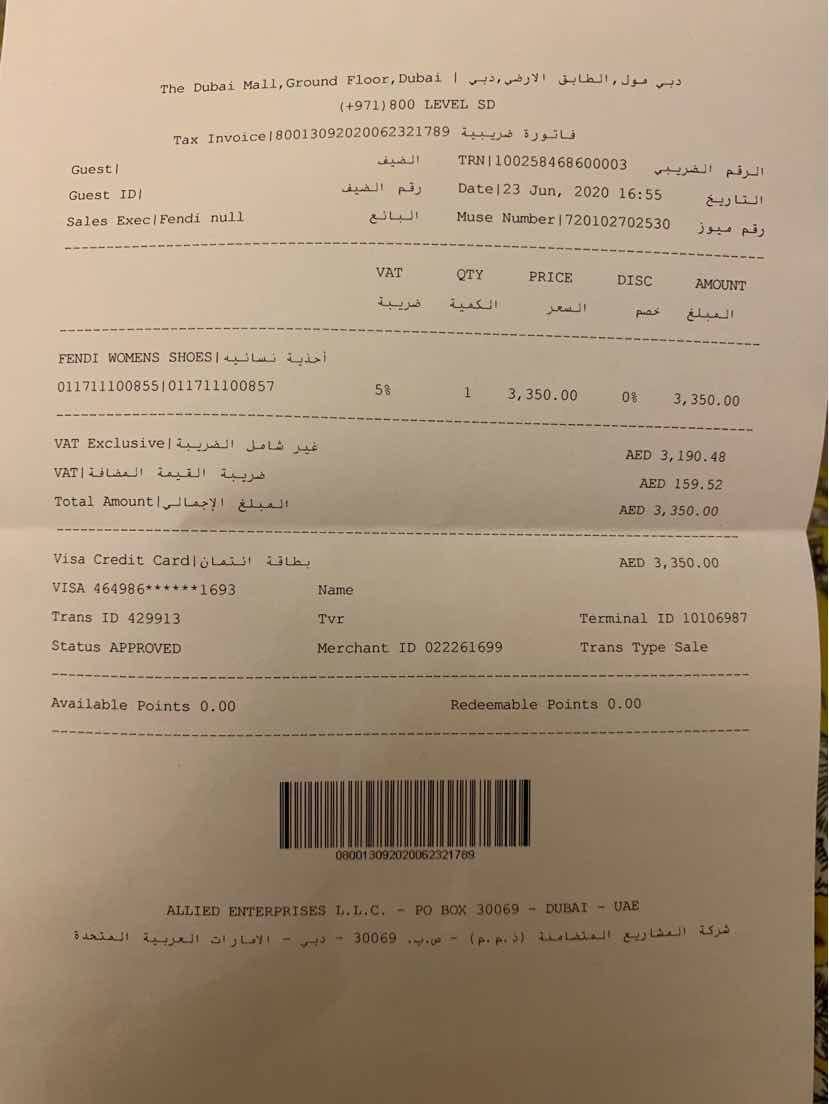 The Dubai Mall,Ground Floor,Dubai | دبي مول,الطابق الارضي,دبي
(+971)800 LEVEL SD
Tax Invoice|80013092020062321789 فاتورة ضريبية
Guest| الضيف TRN|100258468600003 الرقم الضريبي
Guest ID| رقم الضيف Date|23 Jun, 2020 16:55 التاريخ
Sales Exec|Fendi null البائع Muse Number|720102702530 رقم ميوز
VAT QTY PRICE DISC AMOUNT
ضريبة الكمية السعر خصم المبلغ
FENDI WOMENS SHOES|أحذية نسائيه
011711100855|011711100857 5% 1 3,350.00 0% 3,350.00
VAT Exclusive|غير شامل الضريبة AED 3,190.48
VAT|ضريبة القيمة المضافة AED 159.52
Total Amount|المبلغ الإجمالي AED 3,350.00
Visa Credit Card|بطاقة ائتمان AED 3,350.00
VISA 464986******1693 Name
Trans ID 429913 Tvr Terminal ID 10106987
Status APPROVED Merchant ID 022261699 Trans Type Sale
Available Points 0.00 Redeemable Points 0.00
080013092020062321789
ALLIED ENTERPRISES L.L.C. - PO BOX 30069 - DUBAI - UAE
شركة المشاريع المتضامنة (ذ.م.م) - ص.ب. 30069 - دبي - الامارات العربية المتحدة